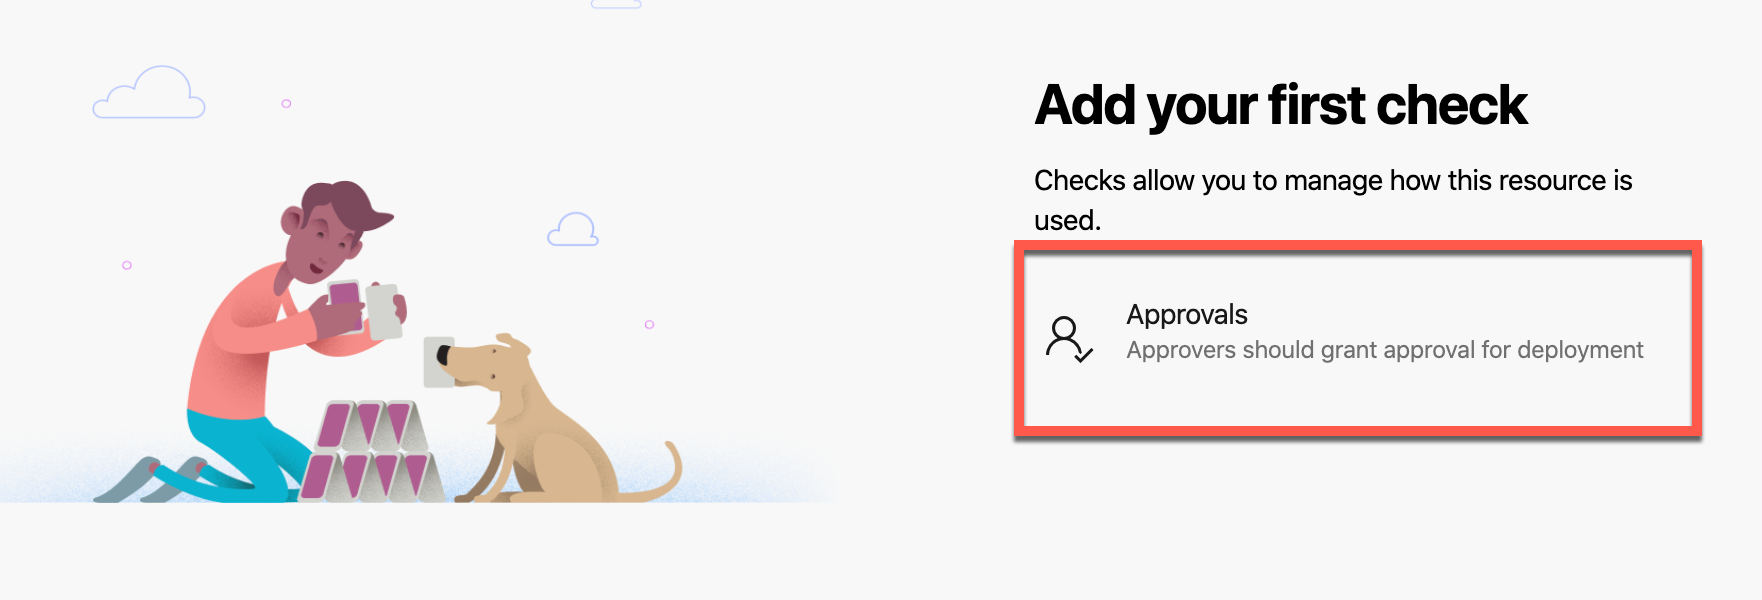 Add your first check
Checks allow you to manage how this resource is
used.
Approvals
Approvers should grant approval for deployment